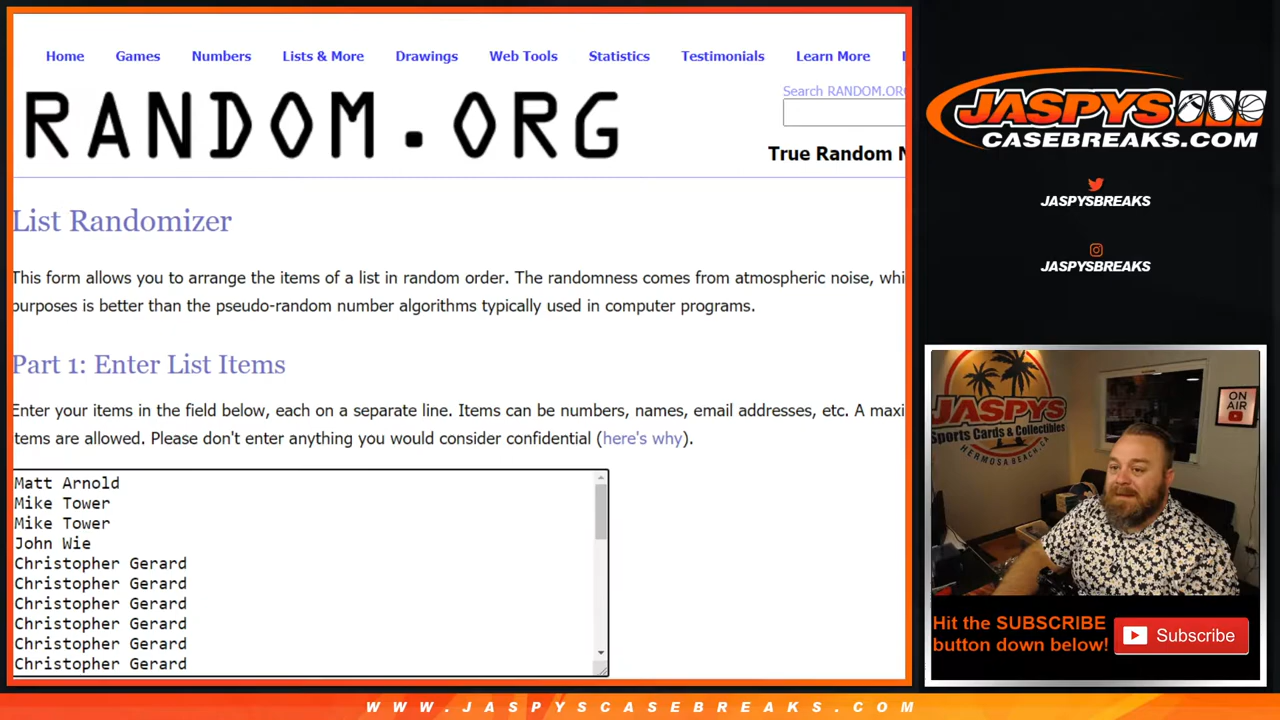 Home Games Numbers Lists & More Drawings Web Tools Statistics Testimonials Learn More
RANDOM.ORG
Search RANDOM.ORG
True Random N
List Randomizer
This form allows you to arrange the items of a list in random order. The randomness comes from atmospheric noise, whi
purposes is better than the pseudo-random number algorithms typically used in computer programs.
Part 1: Enter List Items
Enter your items in the field below, each on a separate line. Items can be numbers, names, email addresses, etc. A maxi
items are allowed. Please don't enter anything you would consider confidential (here's why).
Matt Arnold
Mike Tower
Mike Tower
John Wie
Christopher Gerard
Christopher Gerard
Christopher Gerard
Christopher Gerard
Christopher Gerard
Christopher Gerard
JASPYS
CASEBREAKS.COM
JASPYSBREAKS
JASPYSBREAKS
JASPYS
Sports Cards & Collectibles
HERMOSA BEACH, CA
ON
AIR
Hit the SUBSCRIBE
button down below!
Subscribe
WWW.JASPYSCASEBREAKS.COM